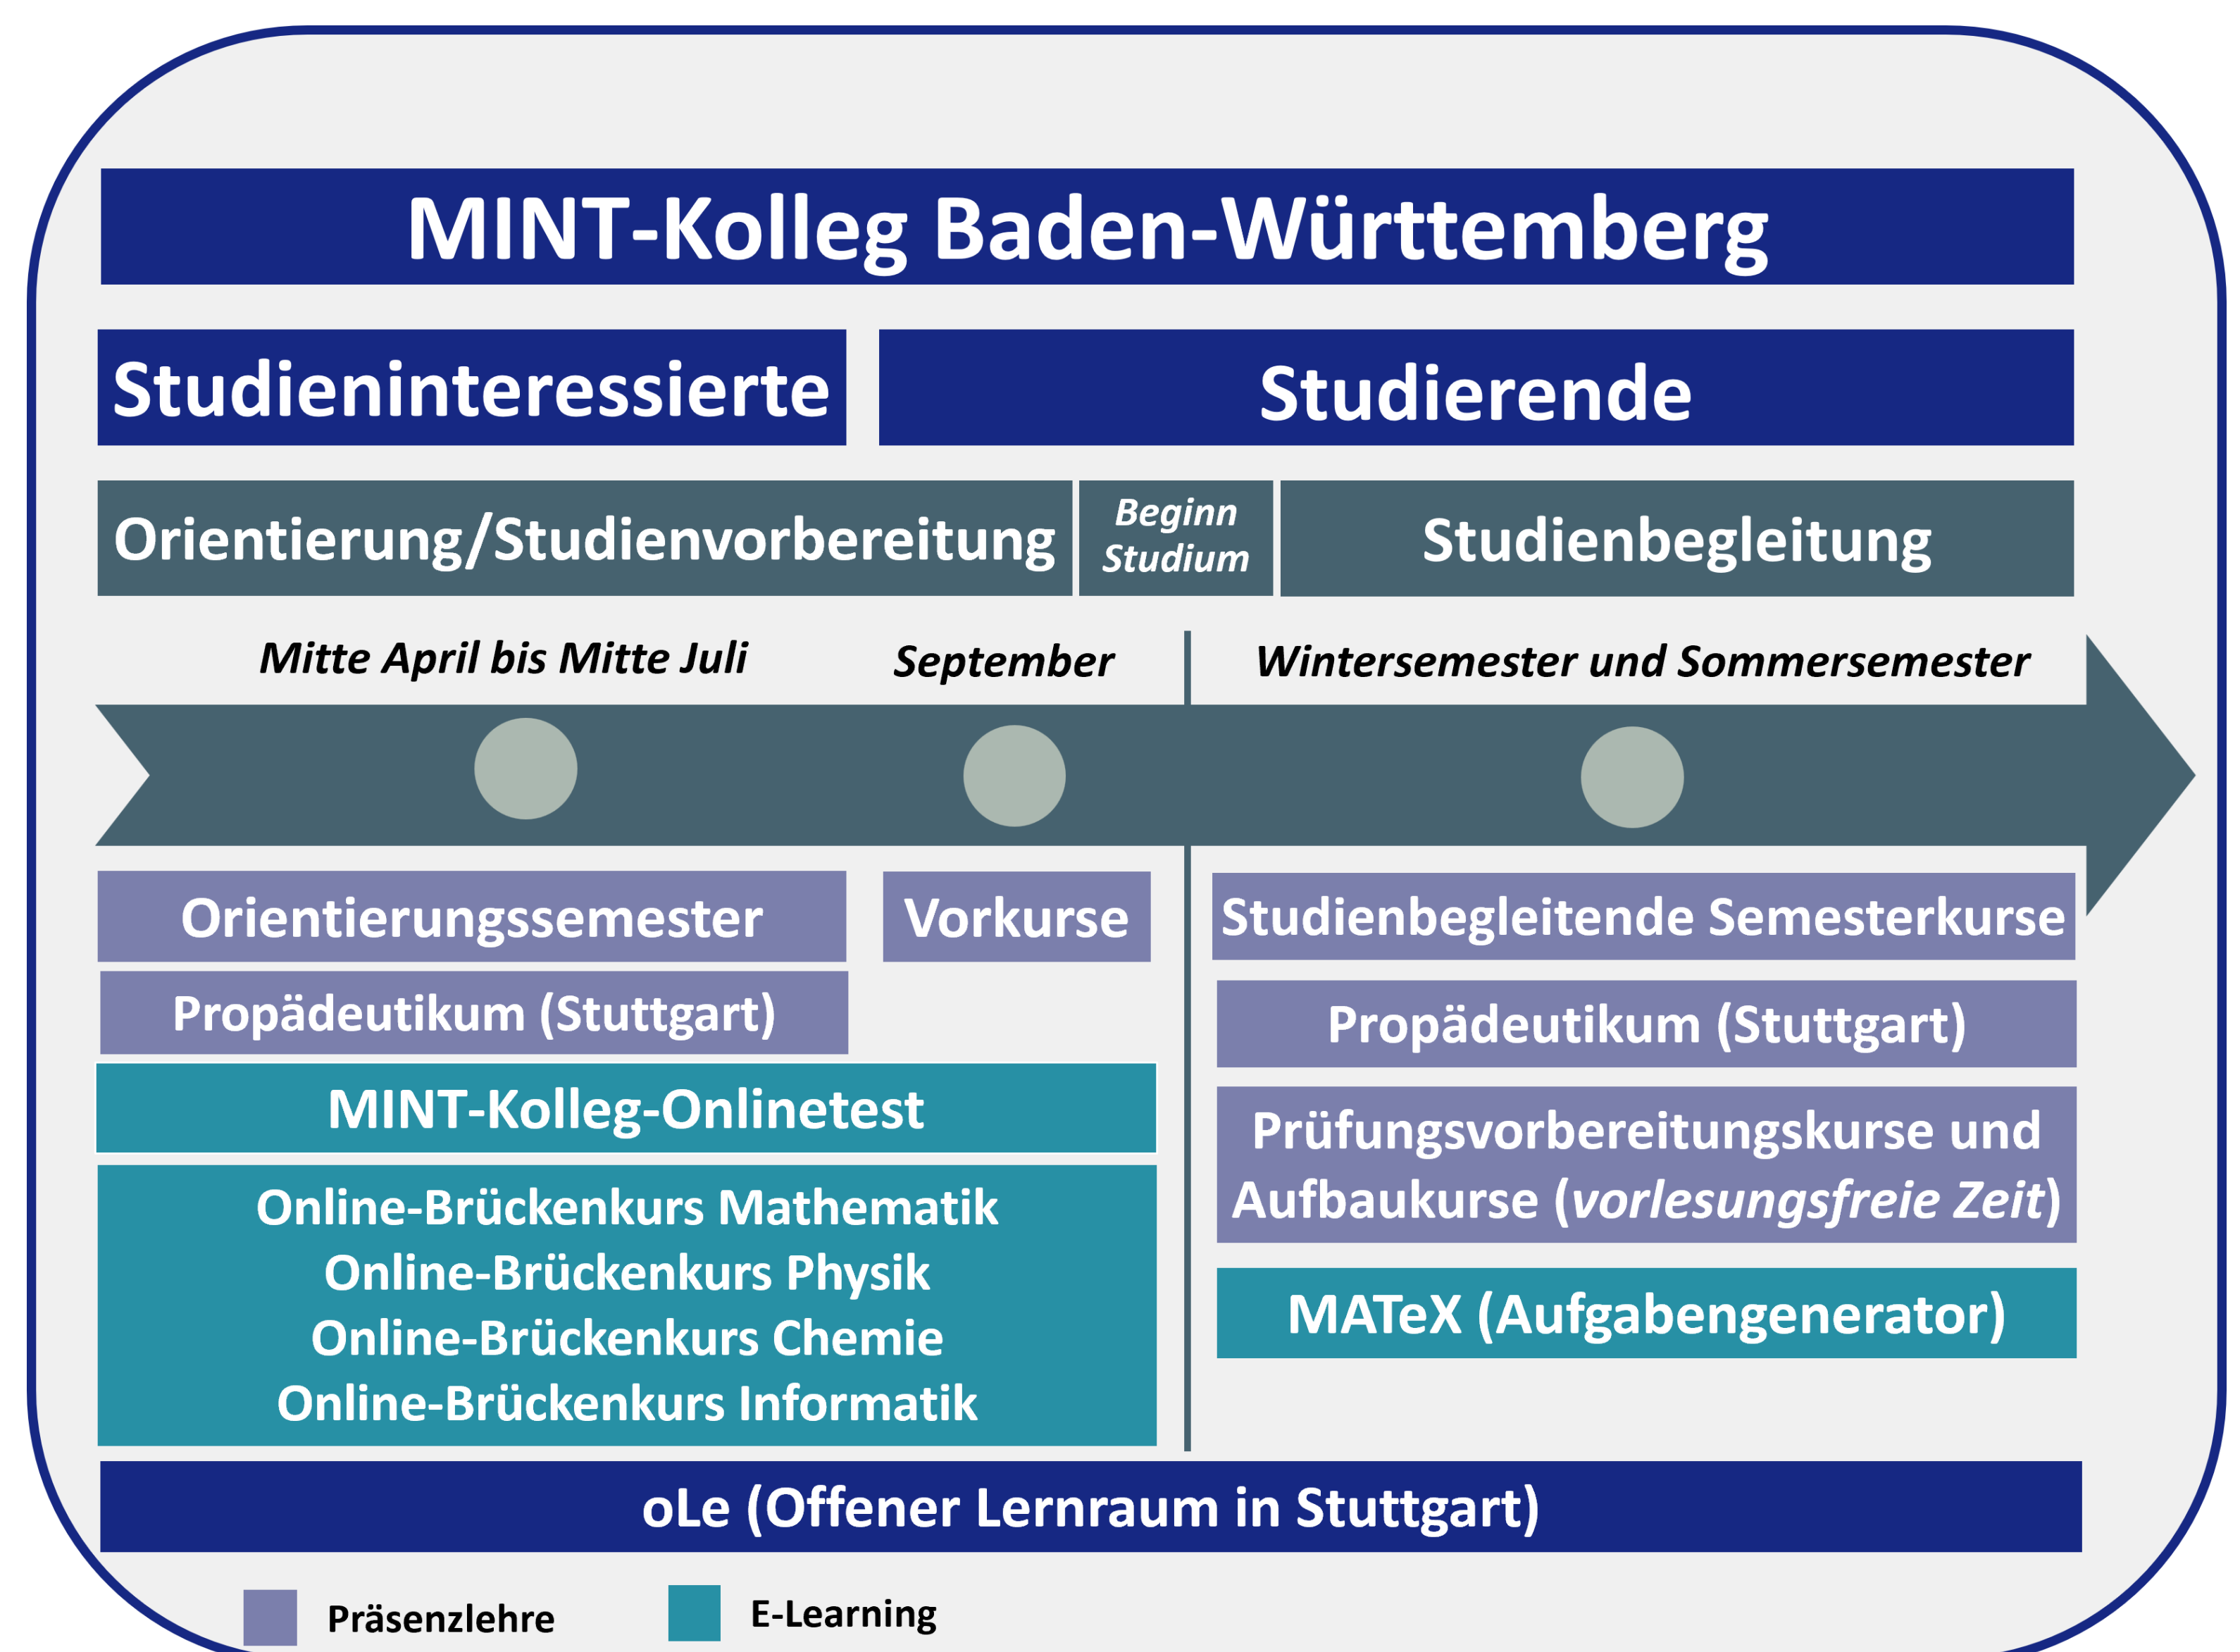 MINT-Kolleg Baden-Württemberg
Studieninteressierte
Studierende
Orientierung/Studienvorbereitung
Beginn
Studium
Studienbegleitung
Mitte April bis Mitte Juli
September
Wintersemester und Sommersemester
Orientierungssemester
Vorkurse
Propädeutikum (Stuttgart)
MINT-Kolleg-Onlinetest
Online-Brückenkurs Mathematik
Online-Brückenkurs Physik
Online-Brückenkurs Chemie
Online-Brückenkurs Informatik
Studienbegleitende Semesterkurse
Propädeutikum (Stuttgart)
Prüfungsvorbereitungskurse und
Aufbaukurse (vorlesungsfreie Zeit)
MATeX (Aufgabengenerator)
oLe (Offener Lernraum in Stuttgart)
Präsenzlehre
E-Learning